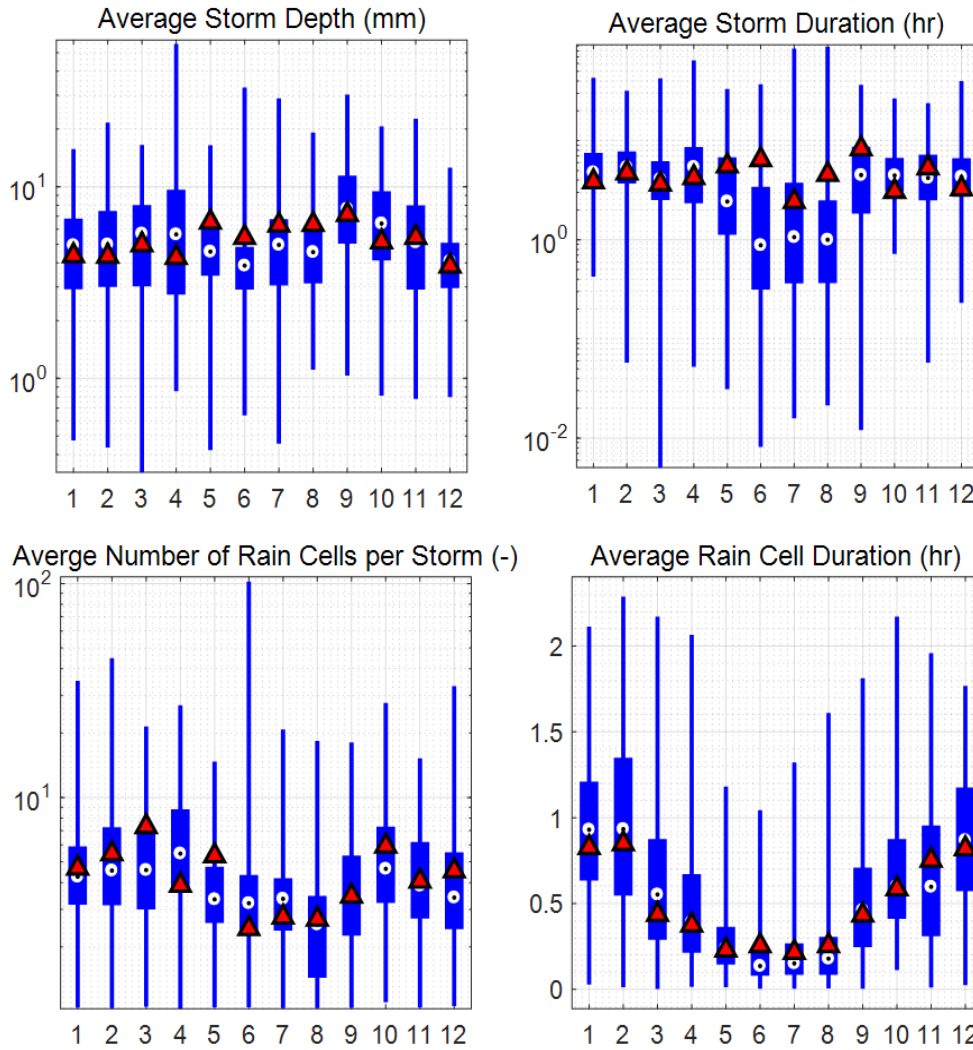 Average Storm Depth (mm)
10^1
10^0
1 2 3 4 5 6 7 8 9 10 11 12
Average Storm Duration (hr)
10^0
10^-2
1 2 3 4 5 6 7 8 9 10 11 12
Averge Number of Rain Cells per Storm (-)
10^2
10^1
1 2 3 4 5 6 7 8 9 10 11 12
Average Rain Cell Duration (hr)
2
1.5
1
0.5
0
1 2 3 4 5 6 7 8 9 10 11 12